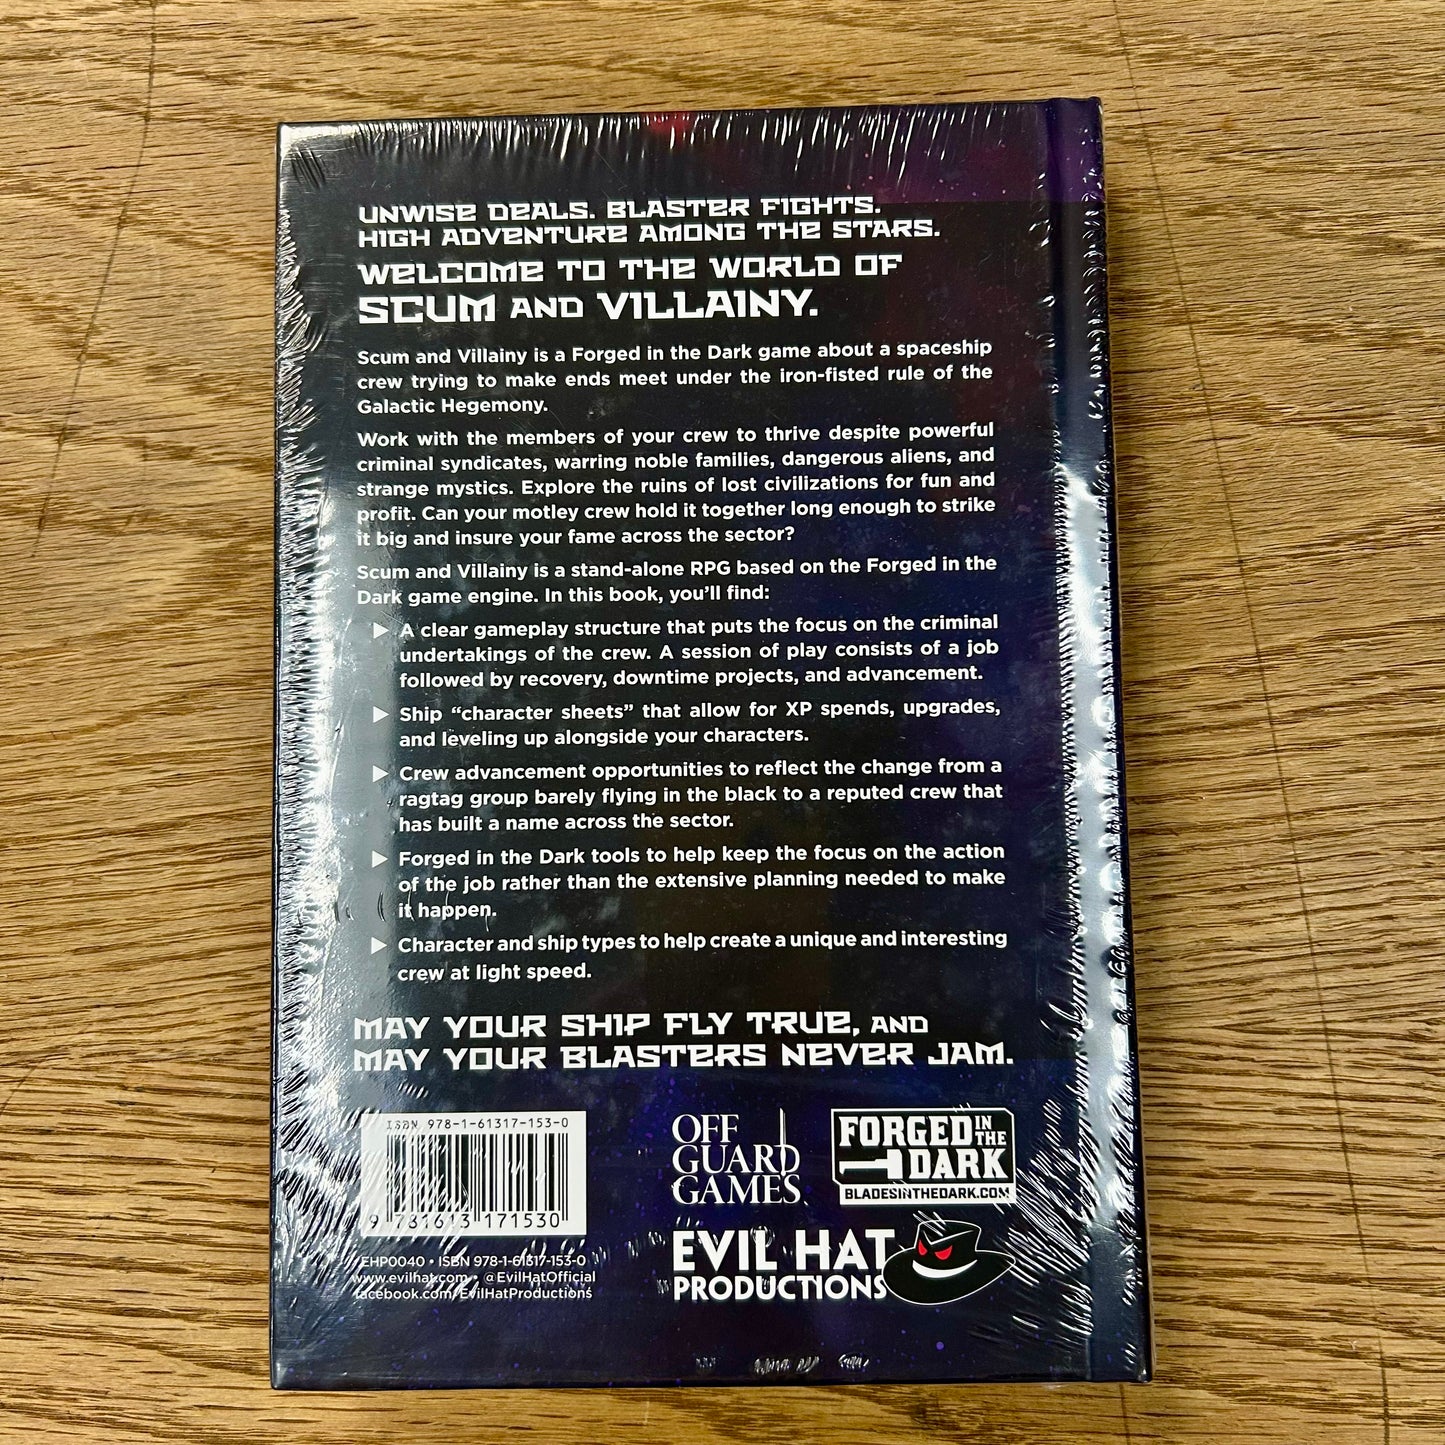 UNWISE DEALS. BLASTER FIGHTS.
HIGH ADVENTURE AMONG THE STARS.
WELCOME TO THE WORLD OF
SCUM AND VILLAINY.
Scum and Villainy is a Forged in the Dark game about a spaceship
crew trying to make ends meet under the iron-fisted rule of the
Galactic Hegemony.
Work with the members of your crew to thrive despite powerful
criminal syndicates, warring noble families, dangerous aliens, and
strange mystics. Explore the ruins of lost civilizations for fun and
profit. Can your motley crew hold it together long enough to strike
it big and insure your fame across the sector?
Scum and Villainy is a stand-alone RPG based on the Forged in the
Dark game engine. In this book, you’ll find:
A clear gameplay structure that puts the focus on the criminal
undertakings of the crew. A session of play consists of a job
followed by recovery, downtime projects, and advancement.
Ship “character sheets” that allow for XP spends, upgrades,
and leveling up alongside your characters.
Crew advancement opportunities to reflect the change from a
ragtag group barely flying in the black to a reputed crew that
has built a name across the sector.
Forged in the Dark tools to help keep the focus on the action
of the job rather than the extensive planning needed to make
it happen.
Character and ship types to help create a unique and interesting
crew at light speed.
MAY YOUR SHIP FLY TRUE, AND
MAY YOUR BLASTERS NEVER JAM.
ISBN 978-1-61317-153-0
9 781613 171530
EHP0040 • ISBN 978-1-61317-153-0
www.evilhat.com • @EvilHatOfficial
facebook.com/EvilHatProductions
OFF
GUARD
GAMES
FORGED IN THE
DARK
BLADESINTHEDARK.COM
EVIL HAT
PRODUCTIONS